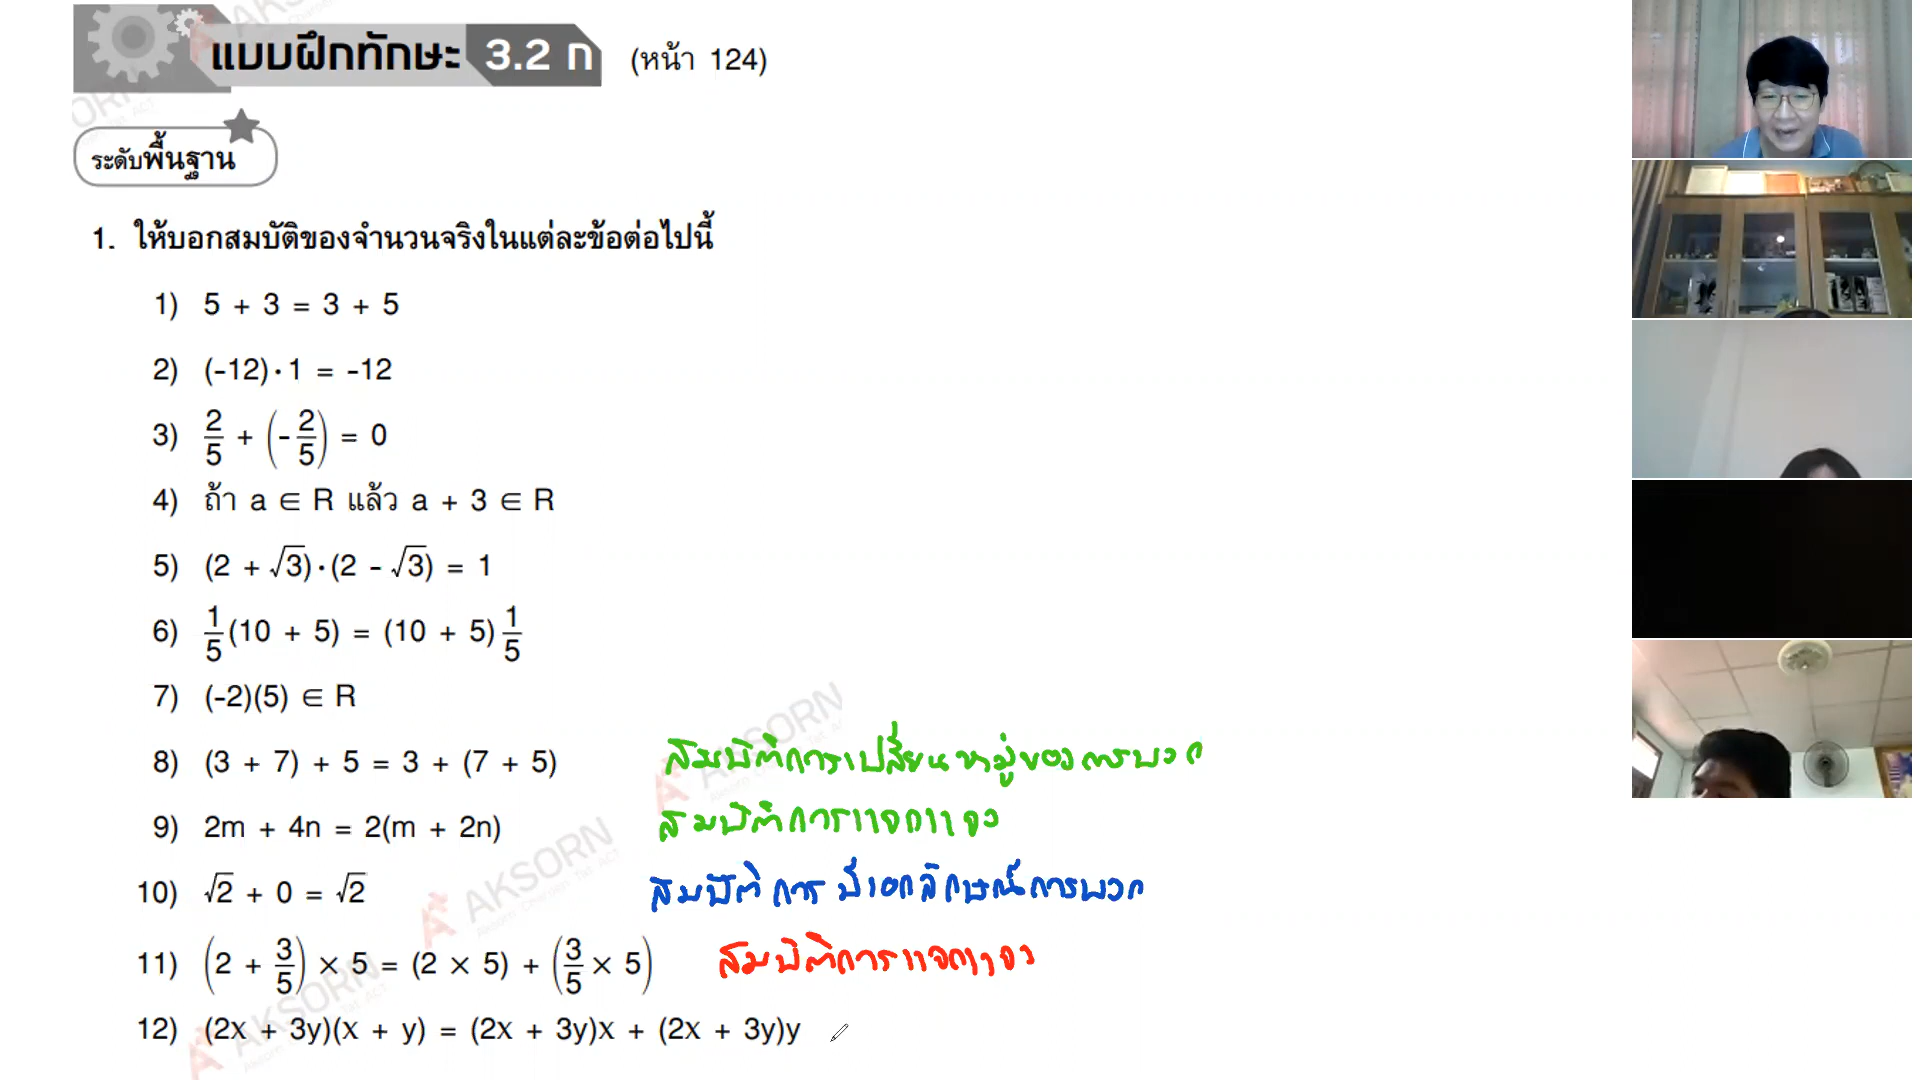 แบบฝึกทักษะ 3.2 ก (หน้า 124)
ระดับพื้นฐาน
1. ให้บอกสมบัติของจำนวนจริงในแต่ละข้อต่อไปนี้
1) 5 + 3 = 3 + 5
2) (-12)·1 = -12
3) 2/5 + (-2/5) = 0
4) ถ้า a ∈ R แล้ว a + 3 ∈ R
5) (2 + √3)·(2 - √3) = 1
6) 1/5(10 + 5) = (10 + 5)1/5
7) (-2)(5) ∈ R
8) (3 + 7) + 5 = 3 + (7 + 5) สมบัติการเปลี่ยนหมู่ของการบวก
9) 2m + 4n = 2(m + 2n) สมบัติการแจกแจง
10) √2 + 0 = √2 สมบัติการมีเอกลักษณ์การบวก
11) (2 + 3/5) × 5 = (2 × 5) + (3/5 × 5) สมบัติการแจกแจง
12) (2x + 3y)(x + y) = (2x + 3y)x + (2x + 3y)y
AKSORN
AKSORN
AKSORN